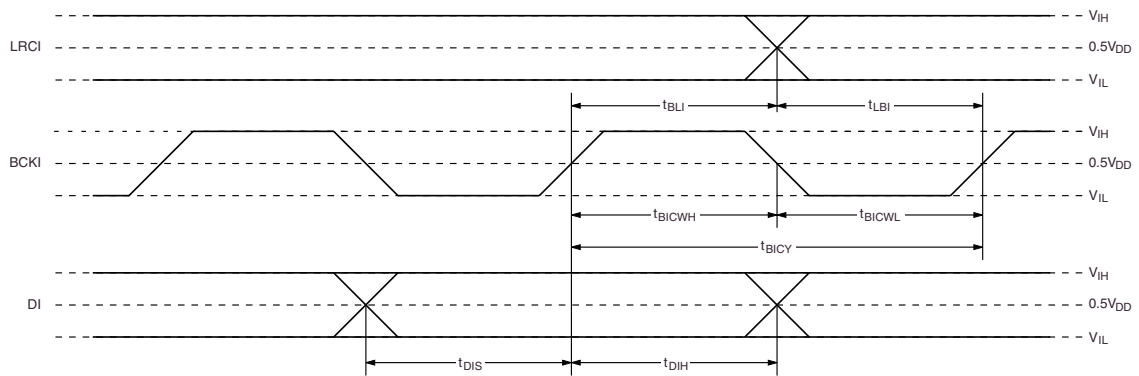 V_IH
LRCI 0.5V_DD
V_IL
t_BLI t_LBI
V_IH
BCKI 0.5V_DD
V_IL
t_BICWH t_BICWL
t_BICY
V_IH
DI 0.5V_DD
V_IL
t_DIS t_DIH